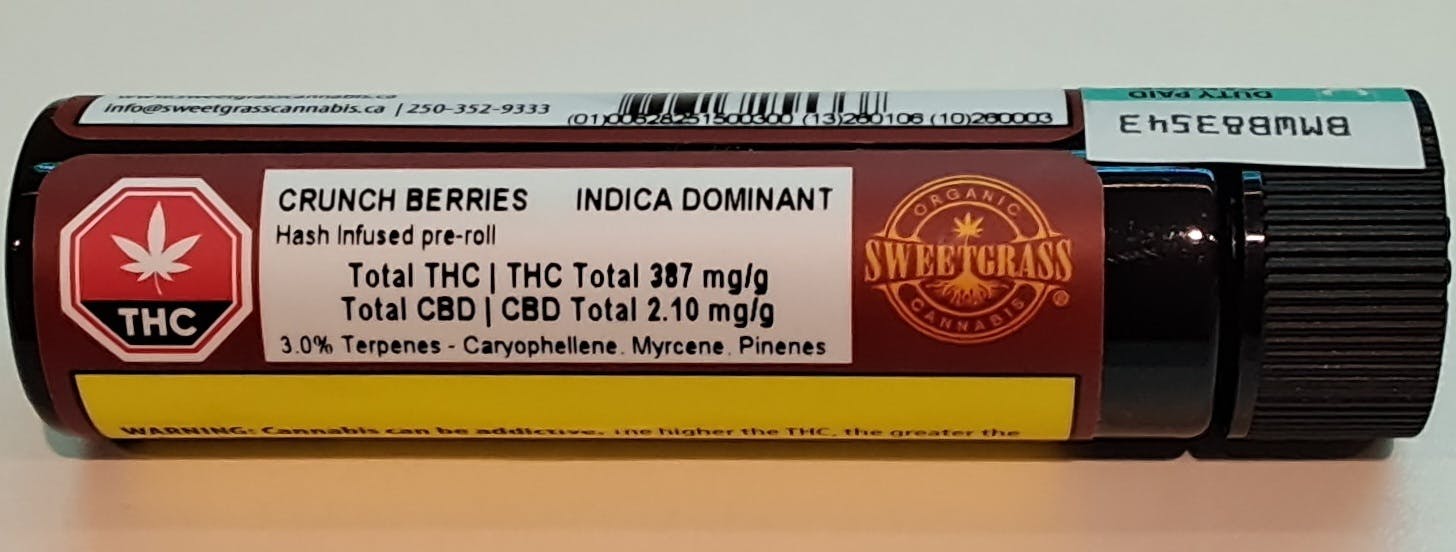 info@sweetgrasscannabis.ca | 250-352-9333
(01)00628251500300 (13)260106 (10)260003
DUTY PAID
BMWB83543
THC
CRUNCH BERRIES INDICA DOMINANT
Hash Infused pre-roll
Total THC | THC Total 387 mg/g
Total CBD | CBD Total 2.10 mg/g
3.0% Terpenes - Caryophellene, Myrcene, Pinenes
ORGANIC
SWEETGRASS
CANNABIS
®
WARNING: Cannabis can be addictive. The higher the THC, the greater the